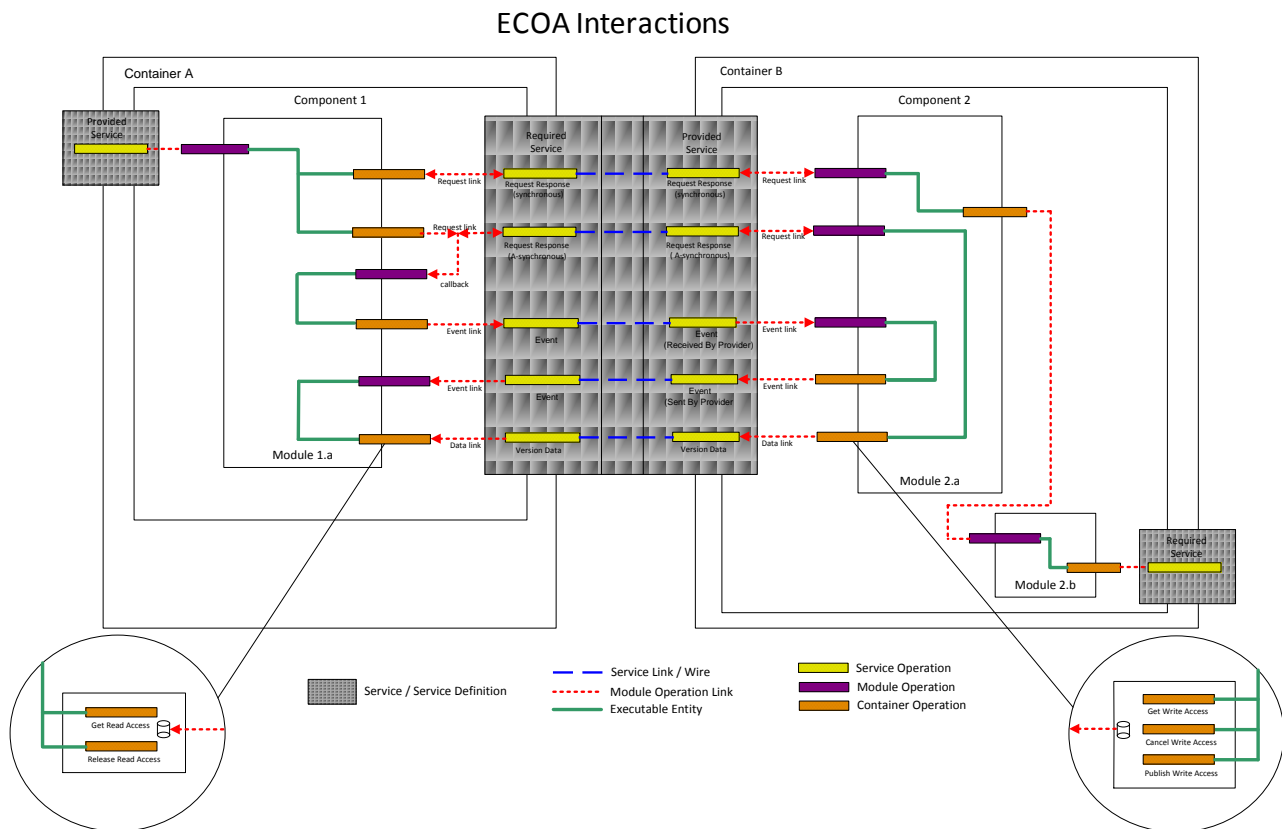 ECOA Interactions
Container A
Container B
Component 1
Component 2
Provided
Service
Required
Service
Provided
Service
Request link
Request Response
(synchronous)
Request Response
(synchronous)
Request link
Request link
Request Response
(A-synchronous)
Request Response
( A-synchronous)
Request link
callback
Event link
Event
Event
(Received By Provider)
Event link
Event link
Event
Event
(Sent By Provider
Event link
Data link
Version Data
Version Data
Data link
Module 1.a
Module 2.a
Required
Service
Module 2.b
Service / Service Definition
Service Link / Wire
Module Operation Link
Executable Entity
Service Operation
Module Operation
Container Operation
Get Read Access
Release Read Access
Get Write Access
Cancel Write Access
Publish Write Access